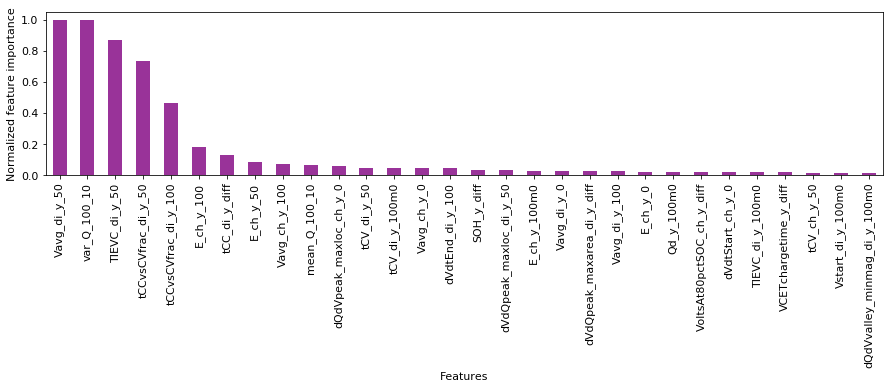 Normalized feature importance
1.0
0.8
0.6
0.4
0.2
0.0
Vavg_di_y_50
var_Q_100_10
TIEVC_di_y_50
tCCvsCVfrac_di_y_50
tCCvsCVfrac_di_y_100
E_ch_y_100
tCC_di_y_diff
E_ch_y_50
Vavg_ch_y_100
mean_Q_100_10
dQdVpeak_maxloc_ch_y_0
tCV_di_y_50
tCV_di_y_100m0
Vavg_ch_y_0
dVdtEnd_di_y_100
SOH_y_diff
dVdQpeak_maxloc_di_y_50
E_ch_y_100m0
Vavg_di_y_0
dVdQpeak_maxarea_di_y_diff
Vavg_di_y_100
E_ch_y_0
Qd_y_100m0
VoltsAt80pctSOC_ch_y_diff
dVdtStart_ch_y_0
TIEVC_di_y_100m0
VCETchargetime_y_diff
tCV_ch_y_50
Vstart_di_y_100m0
dQdVvalley_minmag_di_y_100m0
Features